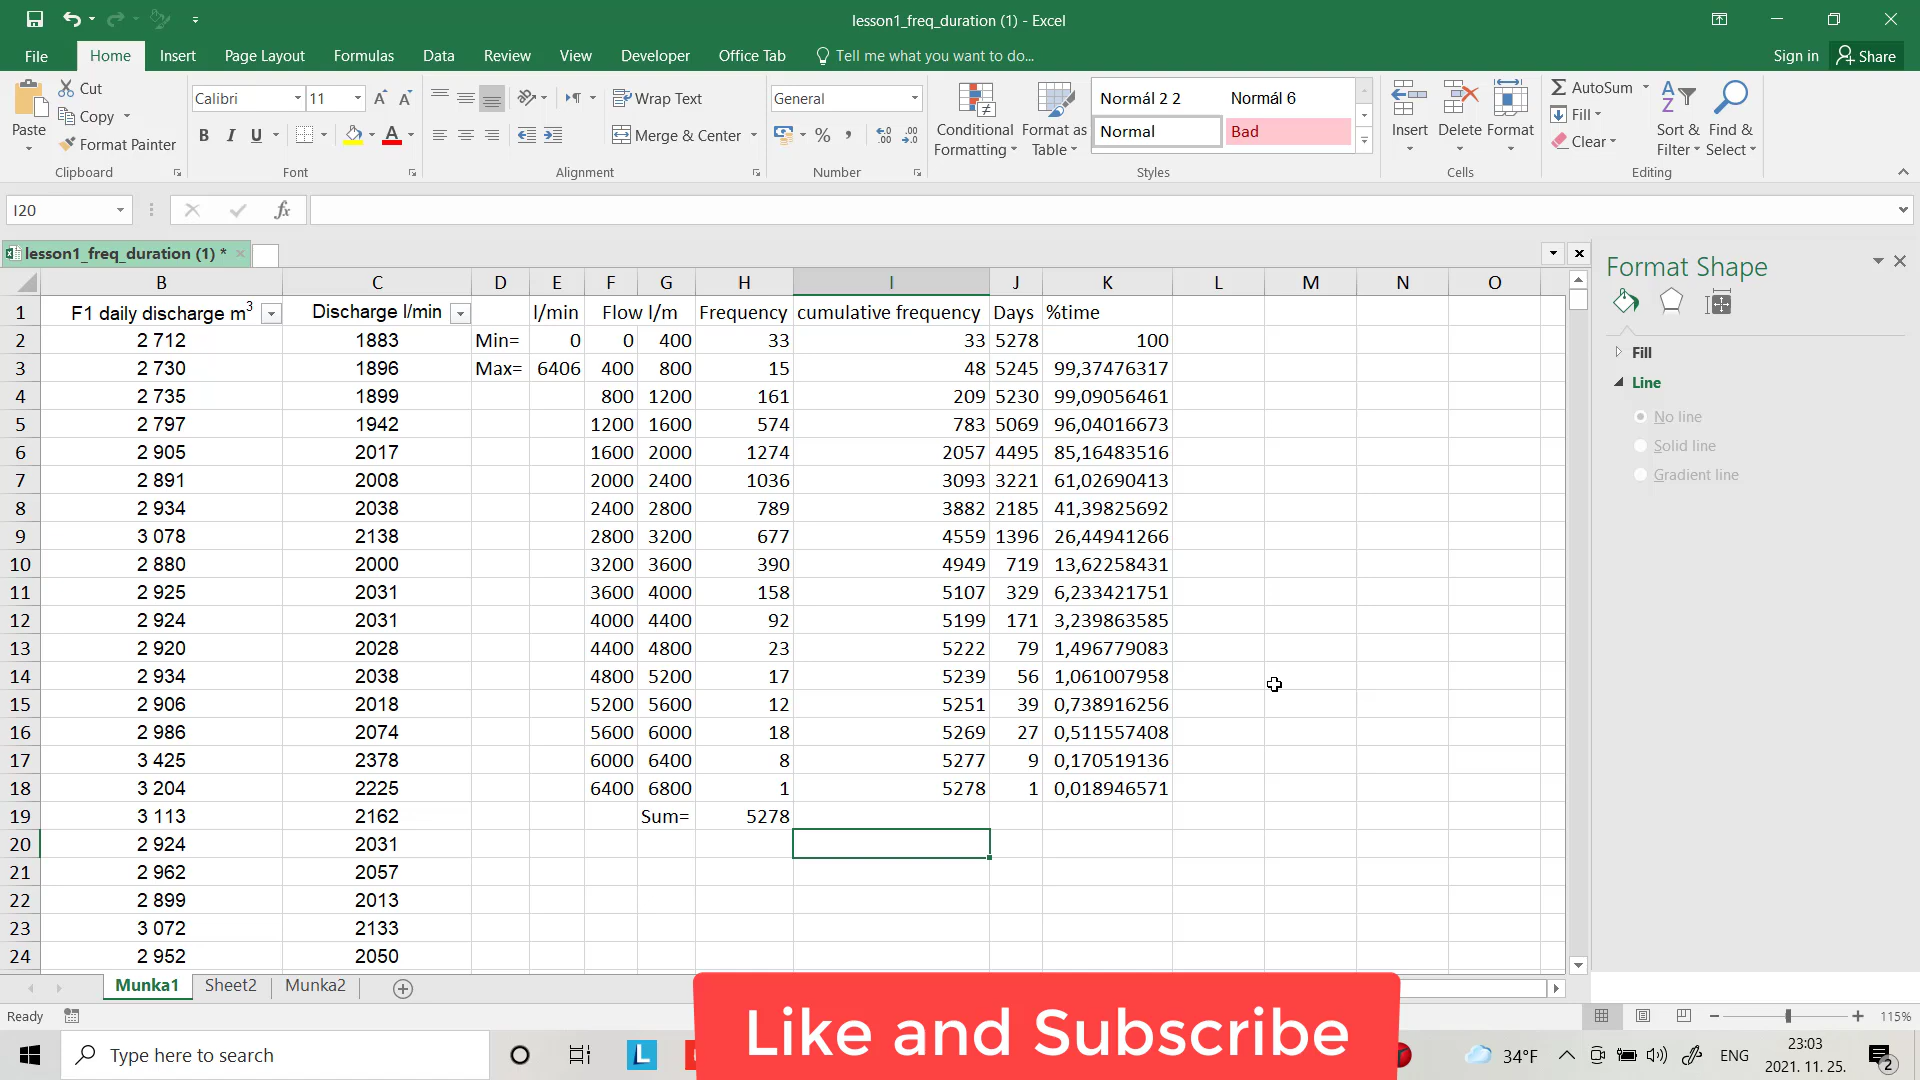 lesson1_freq_duration (1) - Excel
File Home Insert Page Layout Formulas Data Review View Developer Office Tab Tell me what you want to do... Sign in Share
Paste
Cut
Copy
Format Painter
Clipboard
Calibri 11
B I U
Font
Wrap Text
Merge & Center
Alignment
General
%
Number
Conditional Formatting
Format as Table
Normál 2 2 Normál 6
Normal Bad
Styles
Insert Delete Format
Cells
AutoSum
Fill
Clear
Sort & Filter
Find & Select
Editing
I20 fx
lesson1_freq_duration (1) *
B C D E F G H I J K L M N O
1 F1 daily discharge m3 Discharge l/min l/min Flow l/m Frequency cumulative frequency Days %time
2 2 712 1883 Min= 0 0 400 33 33 5278 100
3 2 730 1896 Max= 6406 400 800 15 48 5245 99,37476317
4 2 735 1899 800 1200 161 209 5230 99,09056461
5 2 797 1942 1200 1600 574 783 5069 96,04016673
6 2 905 2017 1600 2000 1274 2057 4495 85,16483516
7 2 891 2008 2000 2400 1036 3093 3221 61,02690413
8 2 934 2038 2400 2800 789 3882 2185 41,39825692
9 3 078 2138 2800 3200 677 4559 1396 26,44941266
10 2 880 2000 3200 3600 390 4949 719 13,62258431
11 2 925 2031 3600 4000 158 5107 329 6,233421751
12 2 924 2031 4000 4400 92 5199 171 3,239863585
13 2 920 2028 4400 4800 23 5222 79 1,496779083
14 2 934 2038 4800 5200 17 5239 56 1,061007958
15 2 906 2018 5200 5600 12 5251 39 0,738916256
16 2 986 2074 5600 6000 18 5269 27 0,511557408
17 3 425 2378 6000 6400 8 5277 9 0,170519136
18 3 204 2225 6400 6800 1 5278 1 0,018946571
19 3 113 2162 Sum= 5278
20 2 924 2031
21 2 962 2057
22 2 899 2013
23 3 072 2133
24 2 952 2050
Format Shape
Fill
Line
No line
Solid line
Gradient line
Munka1 Sheet2 Munka2
Ready 115%
Like and Subscribe
Type here to search
L
34°F ENG
23:03
2021. 11. 25.
2